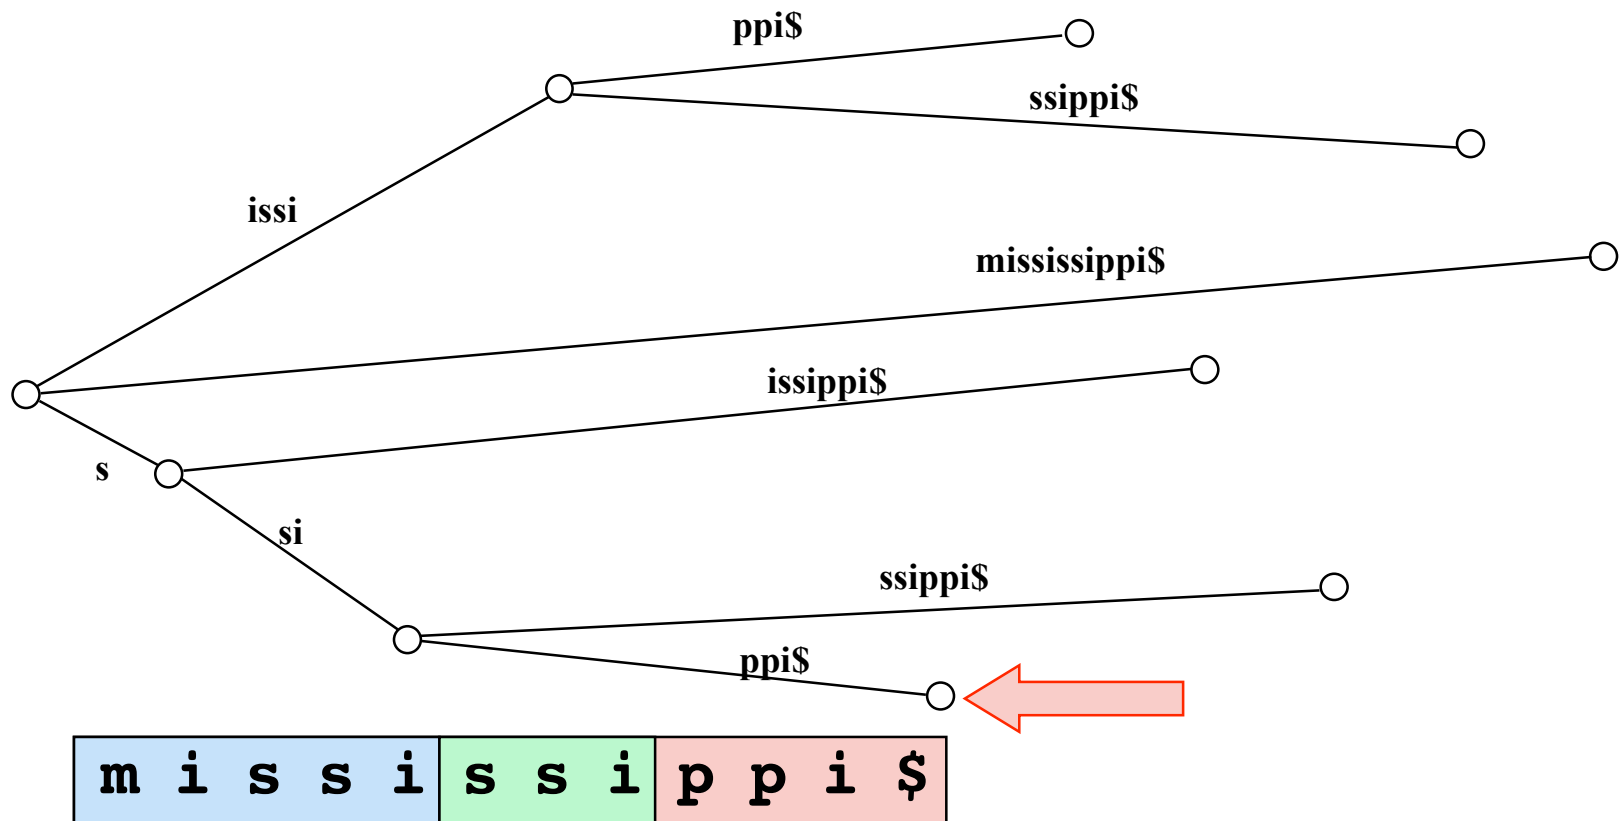 ppi$
ssippi$
issi
mississippi$
issippi$
s
si
ssippi$
ppi$
m i s s i s s i p p i $